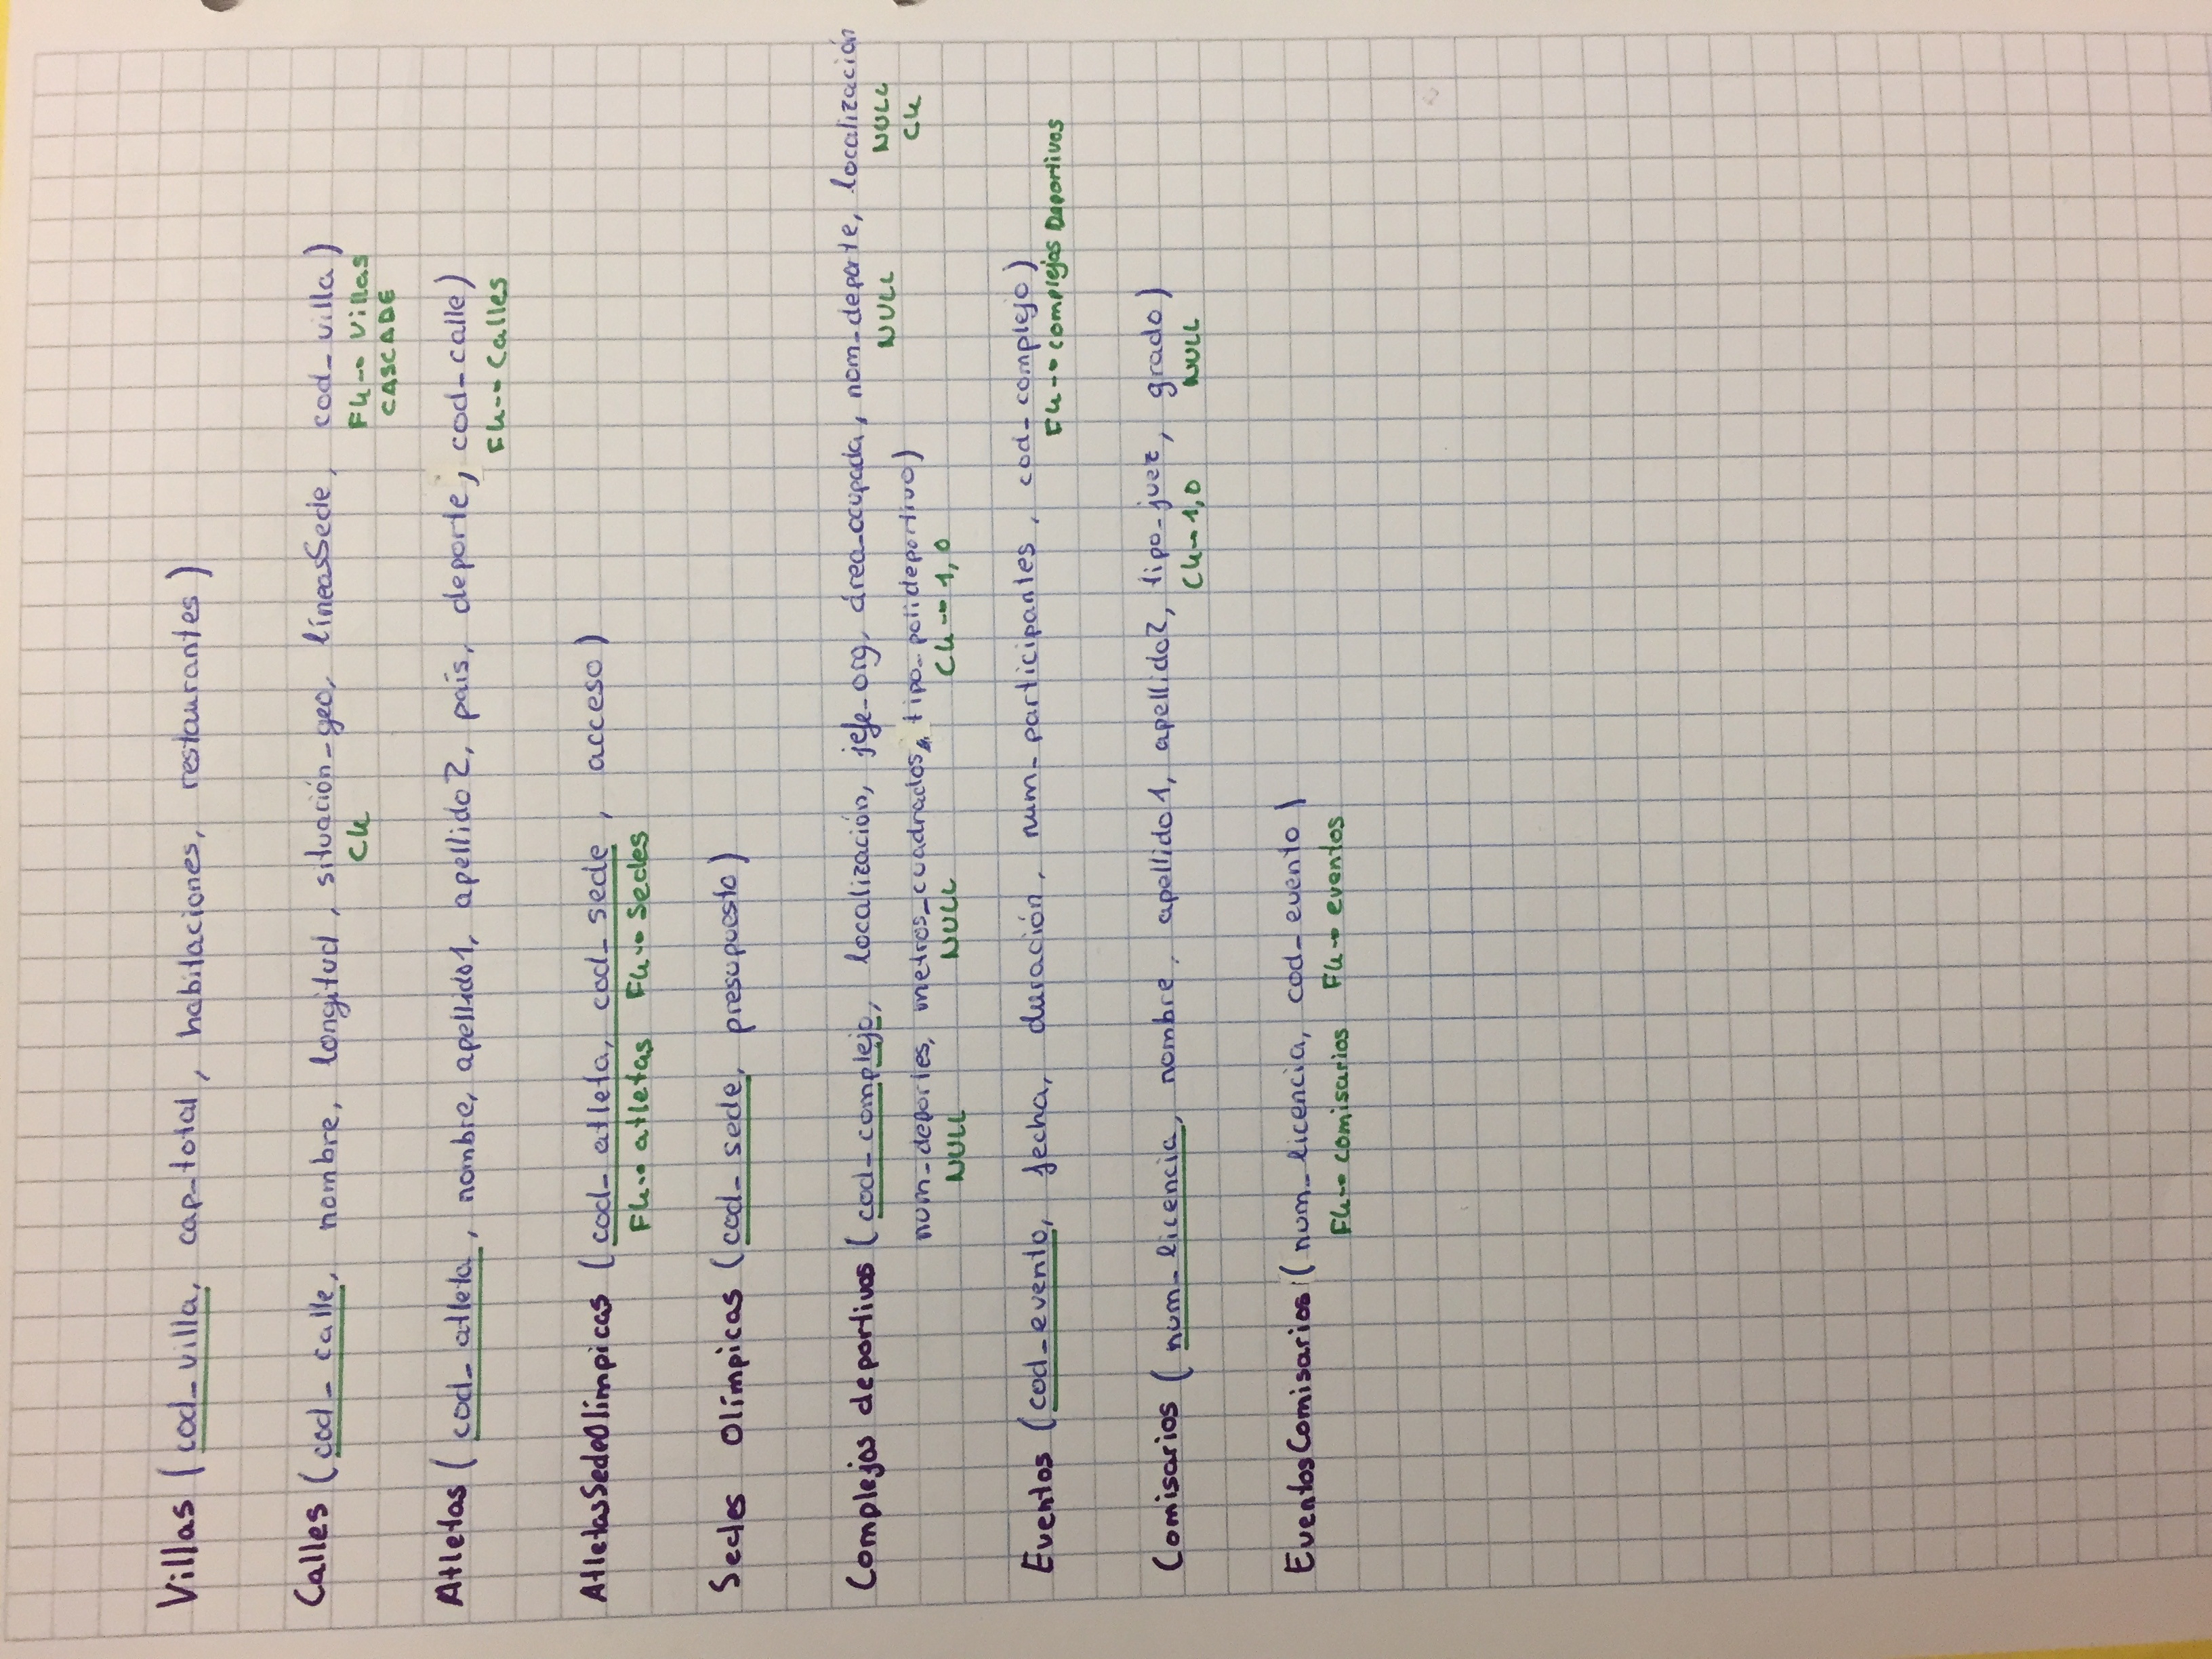 Villas (cod_villa, cap_total, habitaciones, restaurantes)
Calles (cod_calle, nombre, longitud, situación_geo, líneasSede, cod_villa)
CK FK→ Villas
CASCADE
Atletas (cod_atleta, nombre, apellido1, apellido2, país, deporte, cod_calle)
FK→ Calles
AtletasSedeOlímpicas (cod_atleta, cod_sede, acceso)
FK→ atletas FK→ Sedes
Sedes Olímpicas (cod_sede, presupuesto)
Complejos deportivos (cod_complejo, localización, jefe_org, área_ocupada, nom_deporte, localización
NULL NULL
CK
num_deportes, metros_cuadrados, tipo_polideportivo)
NULL NULL CK→ 1,0
Eventos (cod_evento, fecha, duración, num_participantes, cod_complejo)
FK→ complejos Deportivos
Comisarios (num_licencia, nombre, apellido1, apellido2, tipo_juez, grado)
CK→ 1,0 NULL
EventosComisarios (num_licencia, cod_evento)
FK→ comisarios FK→ eventos